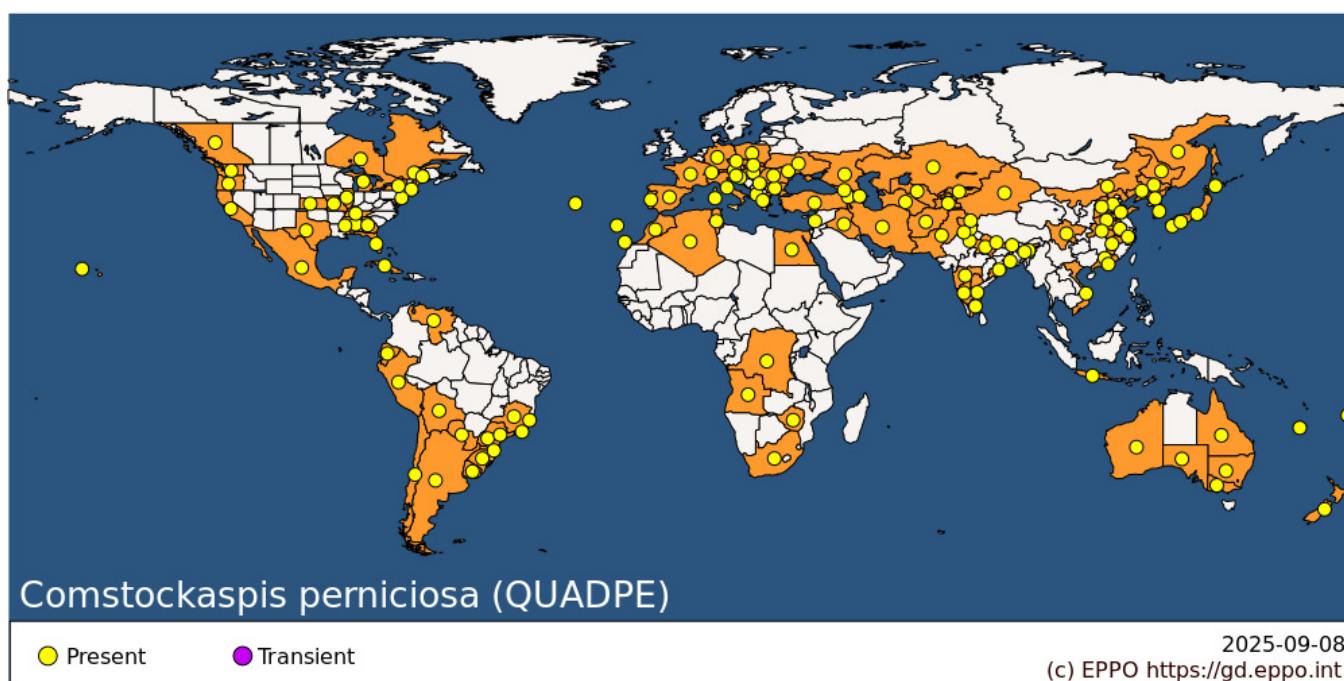 Comstockaspis perniciosa (QUADPE)
Present
Transient
2025-09-08
(c) EPPO https://gd.eppo.int